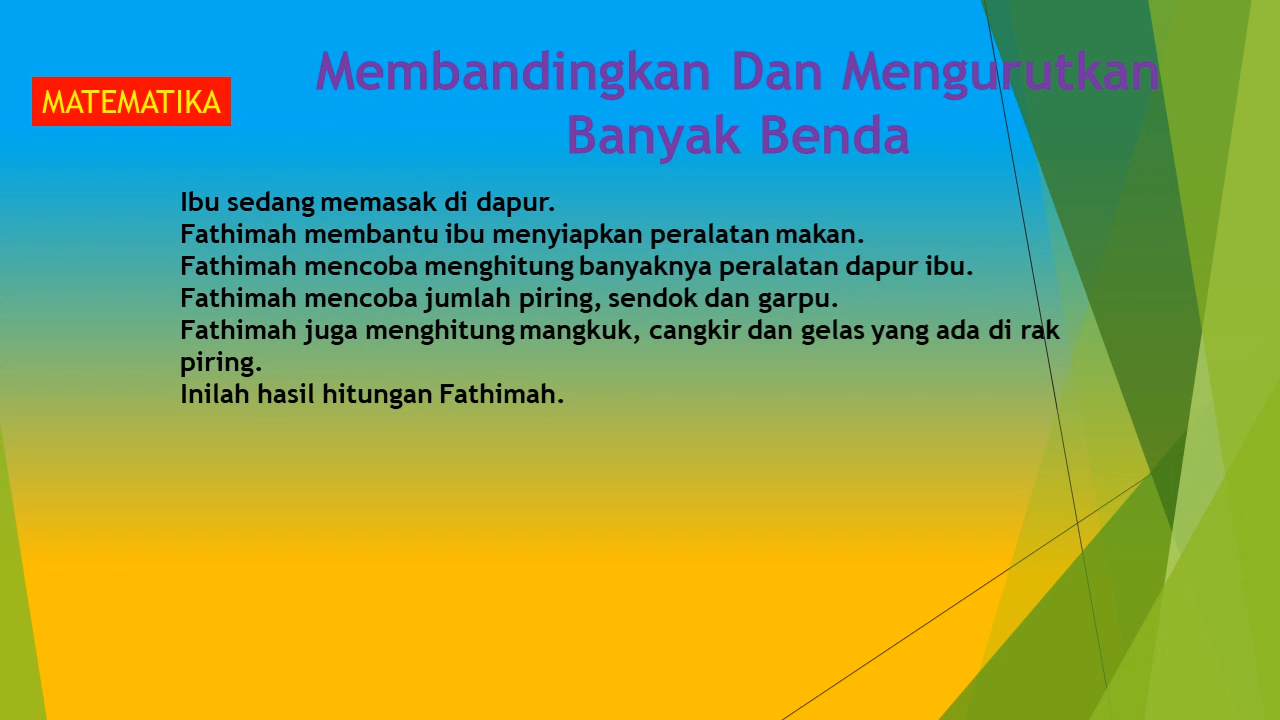 MATEMATIKA
Membandingkan Dan Mengurutkan
Banyak Benda
Ibu sedang memasak di dapur.
Fathimah membantu ibu menyiapkan peralatan makan.
Fathimah mencoba menghitung banyaknya peralatan dapur ibu.
Fathimah mencoba jumlah piring, sendok dan garpu.
Fathimah juga menghitung mangkuk, cangkir dan gelas yang ada di rak
piring.
Inilah hasil hitungan Fathimah.